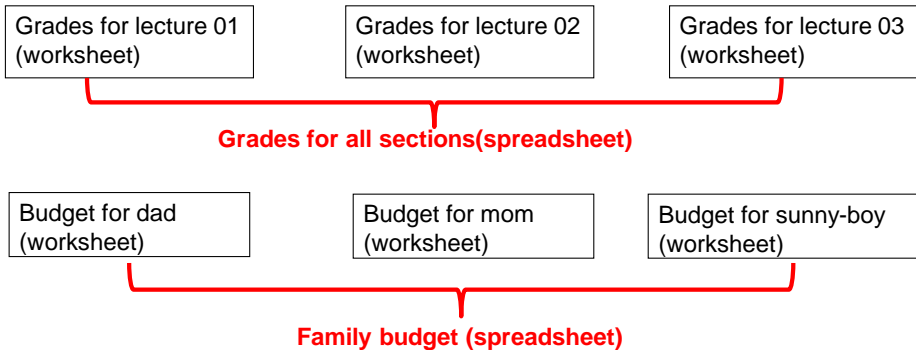 Grades for lecture 01
(worksheet)
Grades for lecture 02
(worksheet)
Grades for lecture 03
(worksheet)
Grades for all sections(spreadsheet)
Budget for dad
(worksheet)
Budget for mom
(worksheet)
Budget for sunny-boy
(worksheet)
Family budget (spreadsheet)